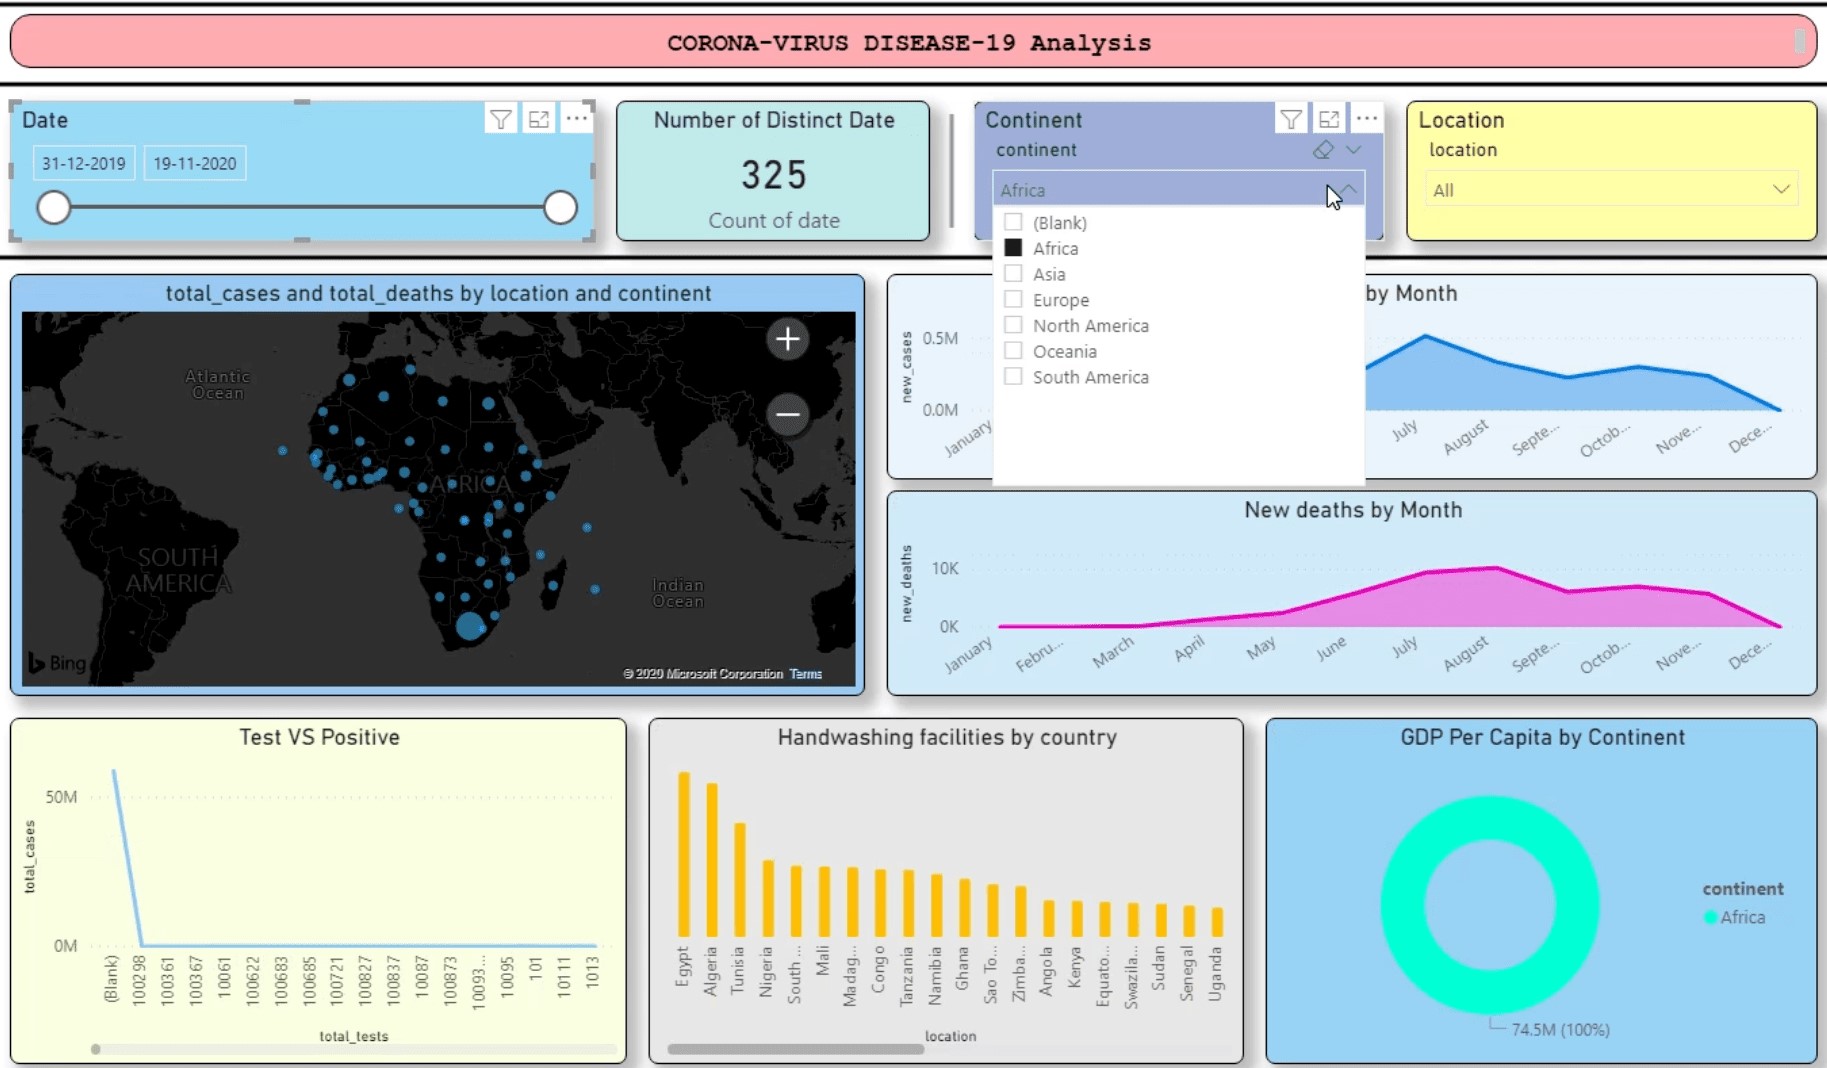 CORONA-VIRUS DISEASE-19 Analysis
Date
31-12-2019
19-11-2020
Number of Distinct Date
325
Count of date
Continent
continent
Africa
(Blank)
Africa
Asia
Europe
North America
Oceania
South America
Location
location
All
total_cases and total_deaths by location and continent
Atlantic
Ocean
AFRICA
SOUTH
AMERICA
Indian
Ocean
Bing
© 2020 Microsoft Corporation Terms
by Month
new_cases
0.5M
0.0M
January
July
August
Septe...
Octob...
Nove...
Dece...
New deaths by Month
new_deaths
10K
0K
January
Febru...
March
April
May
June
July
August
Septe...
Octob...
Nove...
Dece...
Test VS Positive
total_cases
50M
0M
(Blank)
100298
100361
100367
10061
100622
100683
100685
100721
100827
100837
10087
100873
10093...
10095
101
10111
1013
total_tests
Handwashing facilities by country
Egypt
Algeria
Tunisia
Nigeria
South ...
Mali
Madag...
Congo
Tanzania
Namibia
Ghana
Sao To...
Zimba...
Angola
Kenya
Equato...
Swazila...
Sudan
Senegal
Uganda
location
GDP Per Capita by Continent
continent
Africa
74.5M (100%)